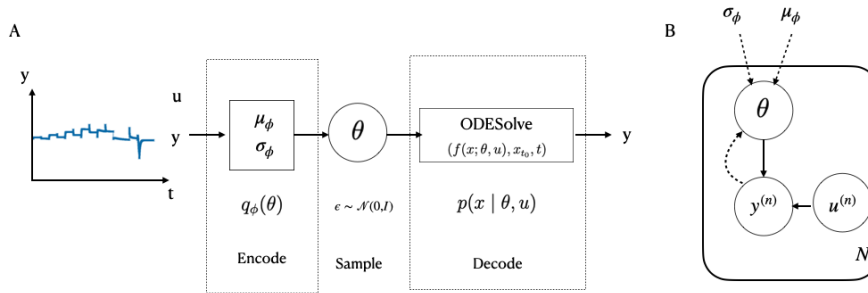 A
y
t
u
y
μ_ϕ
σ_ϕ
q_ϕ(θ)
Encode
θ
ϵ ∼ 𝒩(0,I)
Sample
ODESolve
(f(x; θ, u), x_{t_0}, t)
p(x | θ, u)
Decode
y
B
σ_ϕ
μ_ϕ
θ
y^{(n)}
u^{(n)}
N